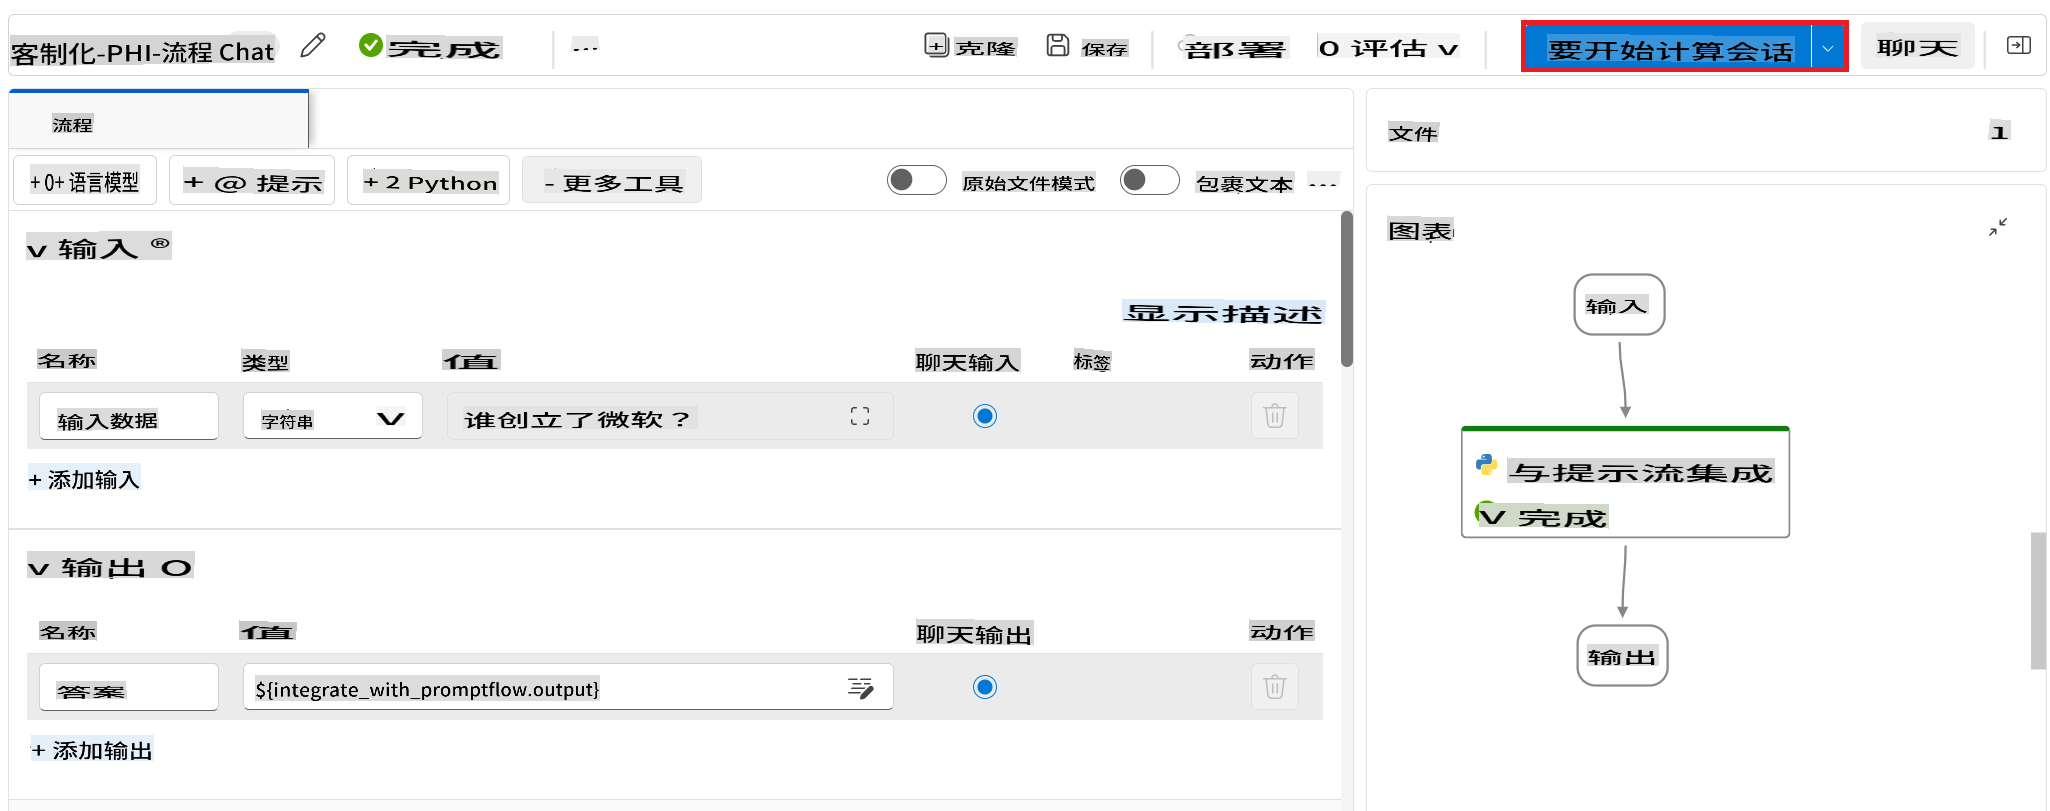 客制化-PHI-流程 Chat
完成
...
克隆
保存
部署
O 评估 v
要开始计算会话
聊天
流程
+ 0+ 语言模型
+ @ 提示
+ 2 Python
- 更多工具
原始文件模式
包裹文本
...
v 输入 ®
显示描述
名称
类型
值
聊天输入
标签
动作
输入数据
字符串
谁创立了微软？
+ 添加输入
v 输出 O
名称
值
聊天输出
动作
答案
${integrate_with_promptflow.output}
+ 添加输出
文件
1
图表
输入
与提示流集成
V 完成
输出